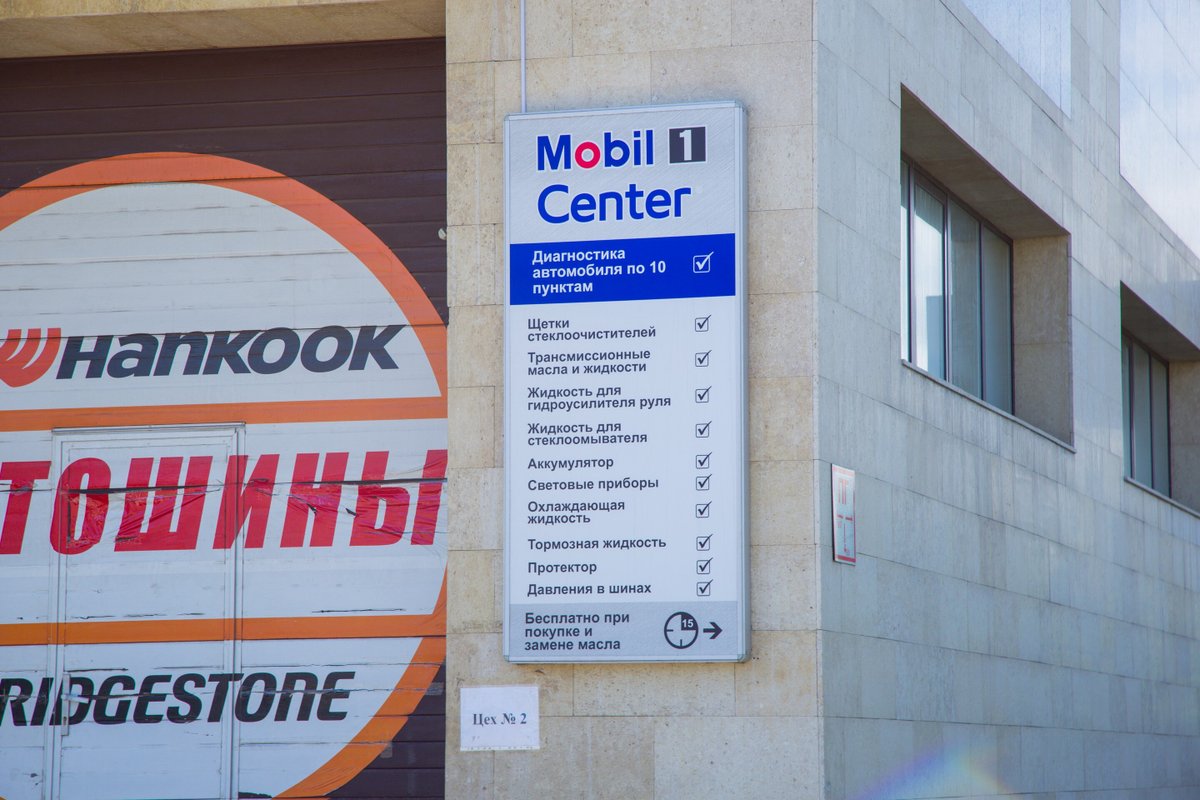 HANKOOK
ТОШИНЫ
BRIDGESTONE
Mobil 1
Center
Диагностика
автомобиля по 10
пунктам
Щетки
стеклоочистителей
Трансмиссионные
масла и жидкости
Жидкость для
гидроусилителя руля
Жидкость для
стеклоомывателя
Аккумулятор
Световые приборы
Охлаждающая
жидкость
Тормозная жидкость
Протектор
Давления в шинах
Бесплатно при
покупке и
замене масла
15
Цех № 2